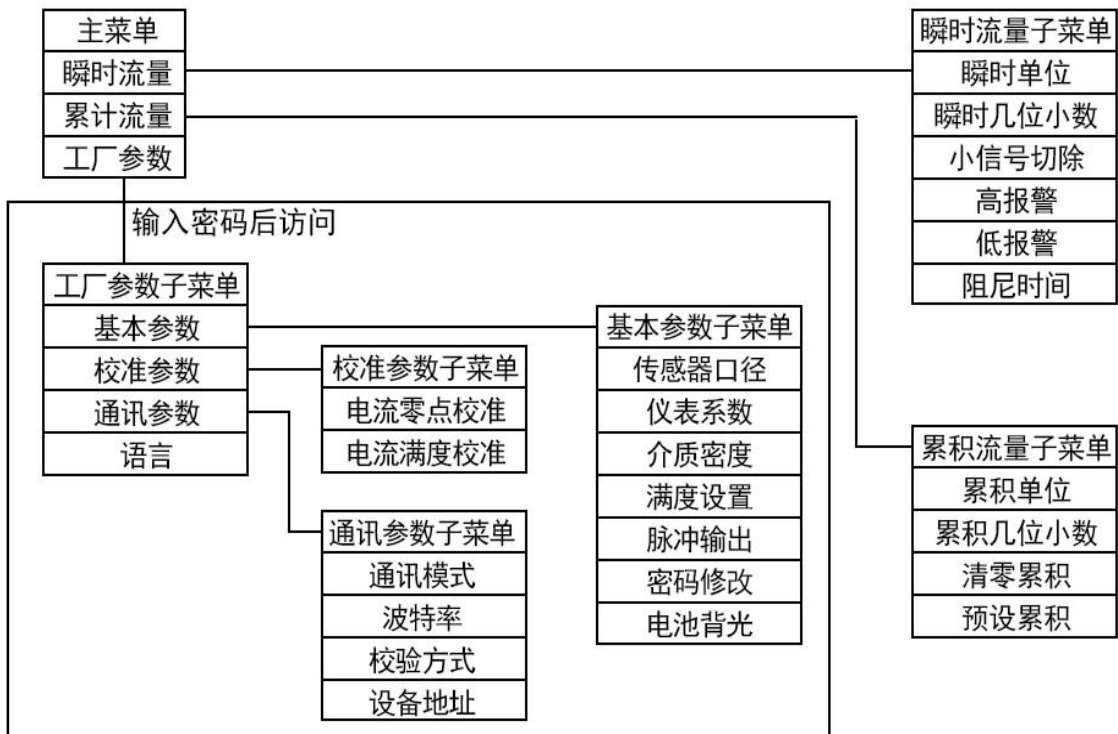 主菜单
瞬时流量
累计流量
工厂参数
瞬时流量子菜单
瞬时单位
瞬时几位小数
小信号切除
高报警
低报警
阻尼时间
输入密码后访问
工厂参数子菜单
基本参数
校准参数
通讯参数
语言
校准参数子菜单
电流零点校准
电流满度校准
通讯参数子菜单
通讯模式
波特率
校验方式
设备地址
基本参数子菜单
传感器口径
仪表系数
介质密度
满度设置
脉冲输出
密码修改
电池背光
累积流量子菜单
累积单位
累积几位小数
清零累积
预设累积